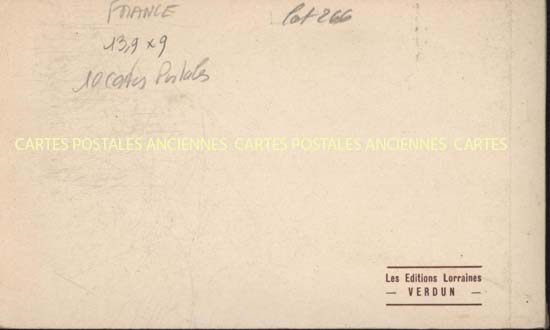 FRANCE
lot 266
13,9 x 9
10 cartes Postales
CARTES POSTALES ANCIENNES CARTES POSTALES ANCIENNES CARTES
Les Editions Lorraines
— VERDUN —